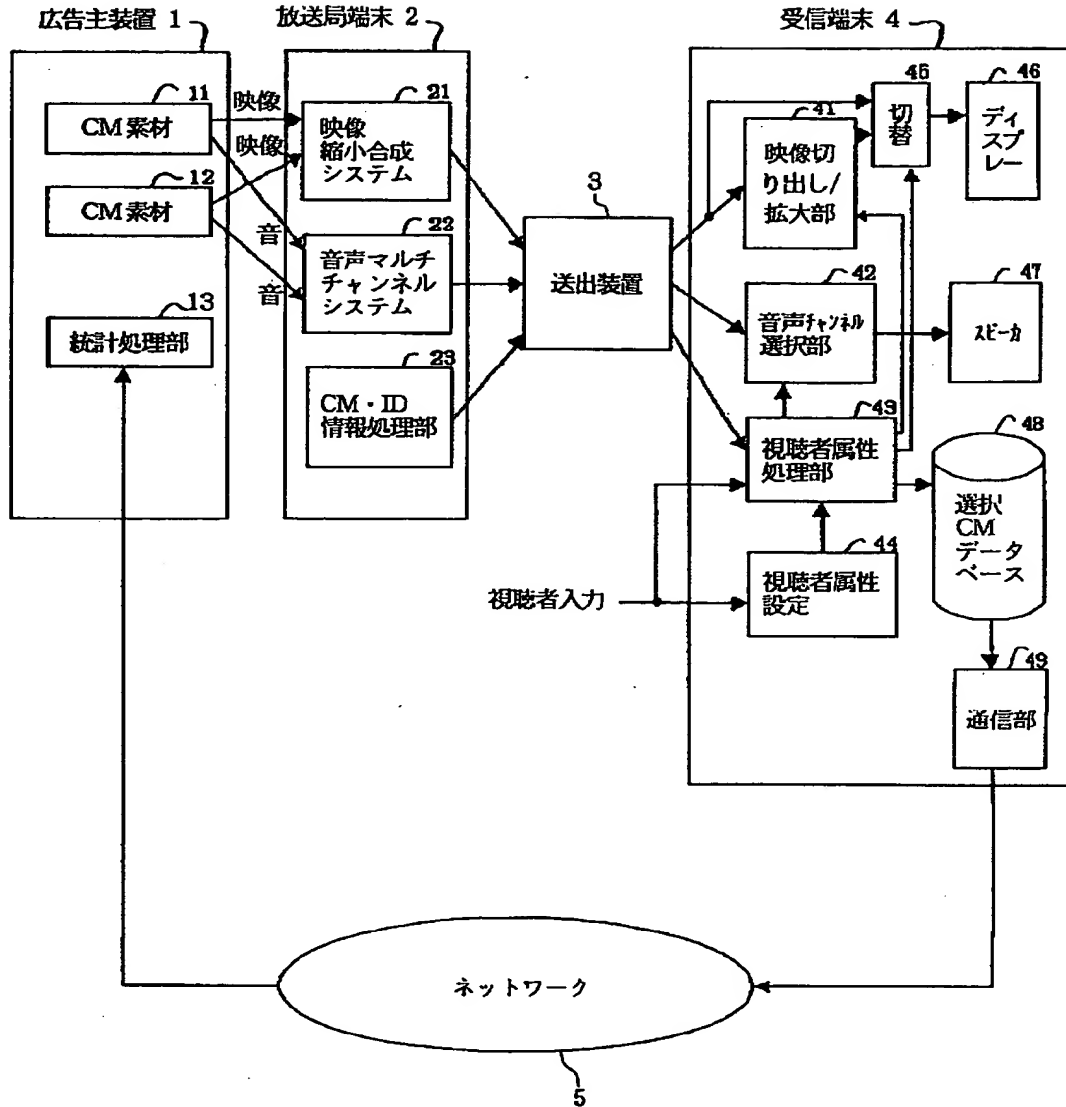 広告主装置 1
放送局端末 2
受信端末 4
11
CM 素材
12
CM 素材
13
統計処理部
映像
映像
音
音
21
映像
縮小合成
システム
22
音声マルチ
チャンネル
システム
23
CM・ID
情報処理部
3
送出装置
41
映像切
り出し/
拡大部
45
切
替
46
デ
ィ
ス
プ
レ
ー
42
音声チャンネル
選択部
47
スピーカ
43
視聴者属性
処理部
48
選択
CM
データ
ベース
44
視聴者属性
設定
視聴者入力
49
通信部
ネットワーク
5